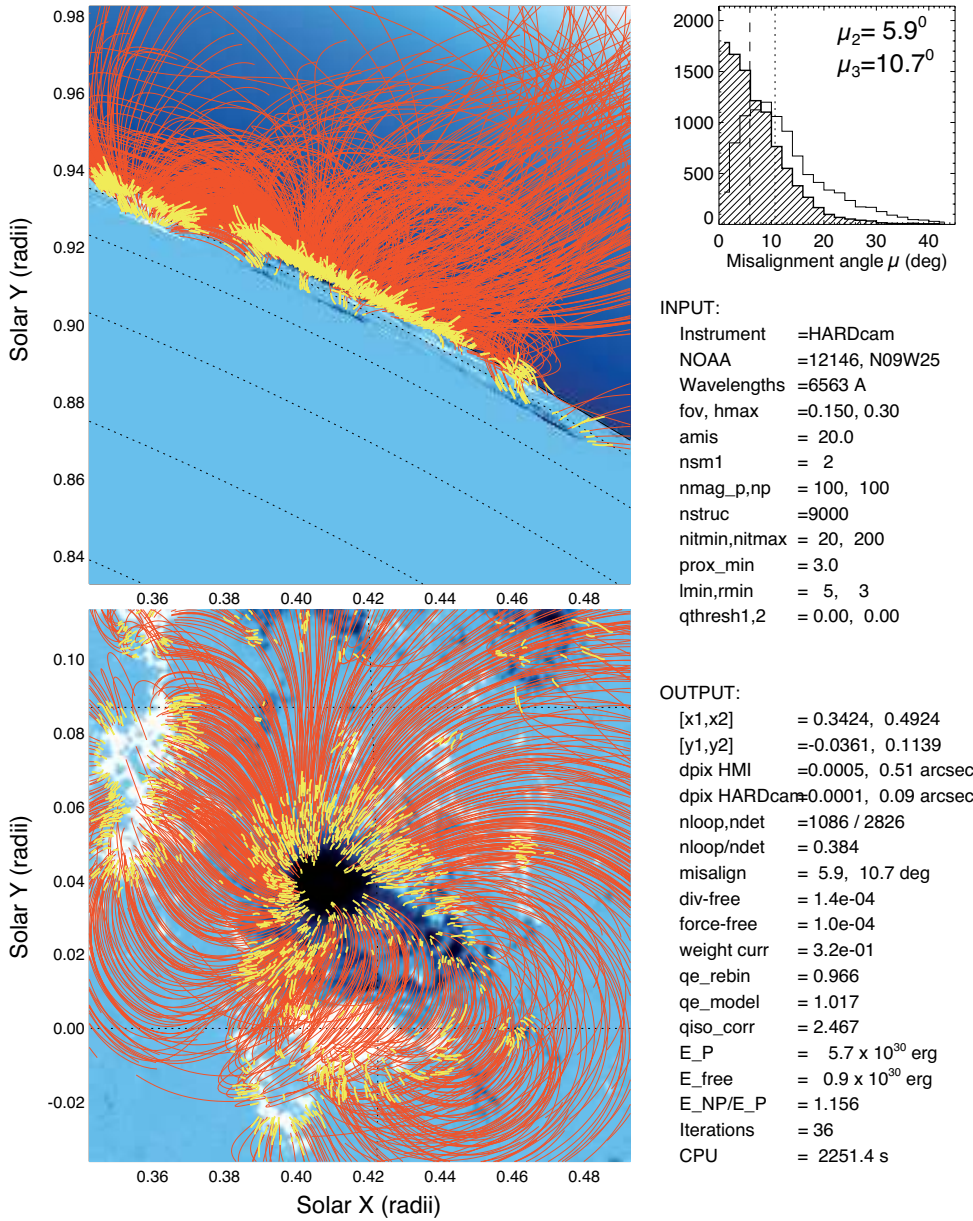 0.98
0.96
0.94
0.92
0.90
0.88
0.86
0.84
Solar Y (radii)
0.36 0.38 0.40 0.42 0.44 0.46 0.48
0.10
0.08
0.06
0.04
0.02
0.00
-0.02
Solar Y (radii)
0.36 0.38 0.40 0.42 0.44 0.46 0.48
Solar X (radii)
2000
1500
1000
500
0
μ2= 5.9⁰
μ3=10.7⁰
0 10 20 30 40
Misalignment angle μ (deg)
INPUT:
Instrument =HARDcam
NOAA =12146, N09W25
Wavelengths =6563 A
fov, hmax =0.150, 0.30
amis = 20.0
nsm1 = 2
nmag_p,np = 100, 100
nstruc =9000
nitmin,nitmax = 20, 200
prox_min = 3.0
lmin,rmin = 5, 3
qthresh1,2 = 0.00, 0.00
OUTPUT:
[x1,x2] = 0.3424, 0.4924
[y1,y2] =-0.0361, 0.1139
dpix HMI =0.0005, 0.51 arcsec
dpix HARDcam=0.0001, 0.09 arcsec
nloop,ndet =1086 / 2826
nloop/ndet = 0.384
misalign = 5.9, 10.7 deg
div-free = 1.4e-04
force-free = 1.0e-04
weight curr = 3.2e-01
qe_rebin = 0.966
qe_model = 1.017
qiso_corr = 2.467
E_P = 5.7 x 10³⁰ erg
E_free = 0.9 x 10³⁰ erg
E_NP/E_P = 1.156
Iterations = 36
CPU = 2251.4 s